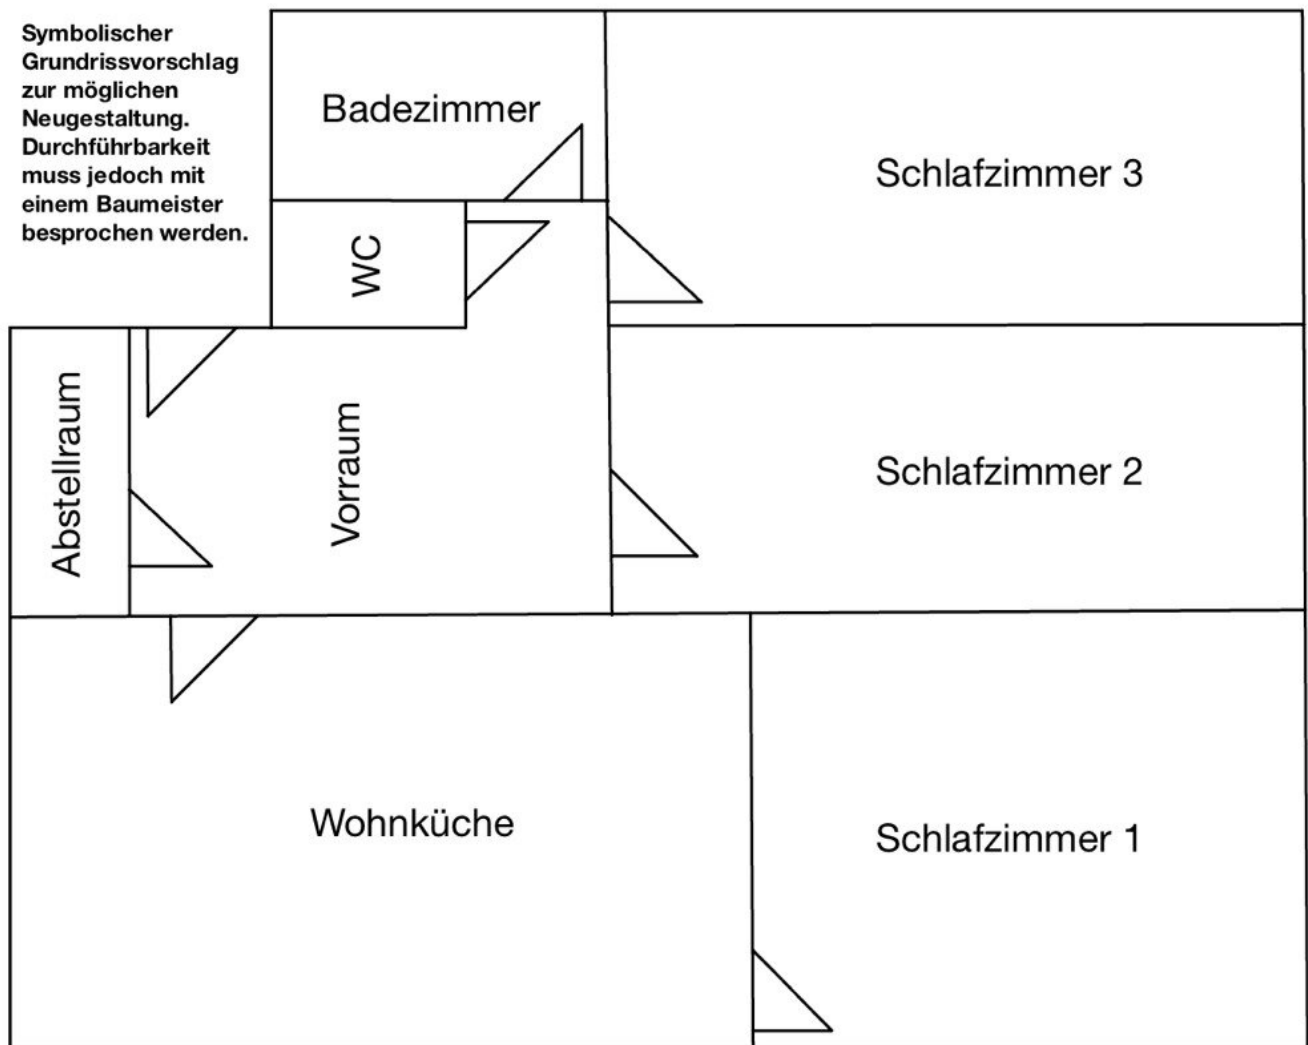 Symbolischer
Grundrissvorschlag
zur möglichen
Neugestaltung.
Durchführbarkeit
muss jedoch mit
einem Baumeister
besprochen werden.
Badezimmer
Schlafzimmer 3
WC
Abstellraum
Vorraum
Schlafzimmer 2
Wohnküche
Schlafzimmer 1